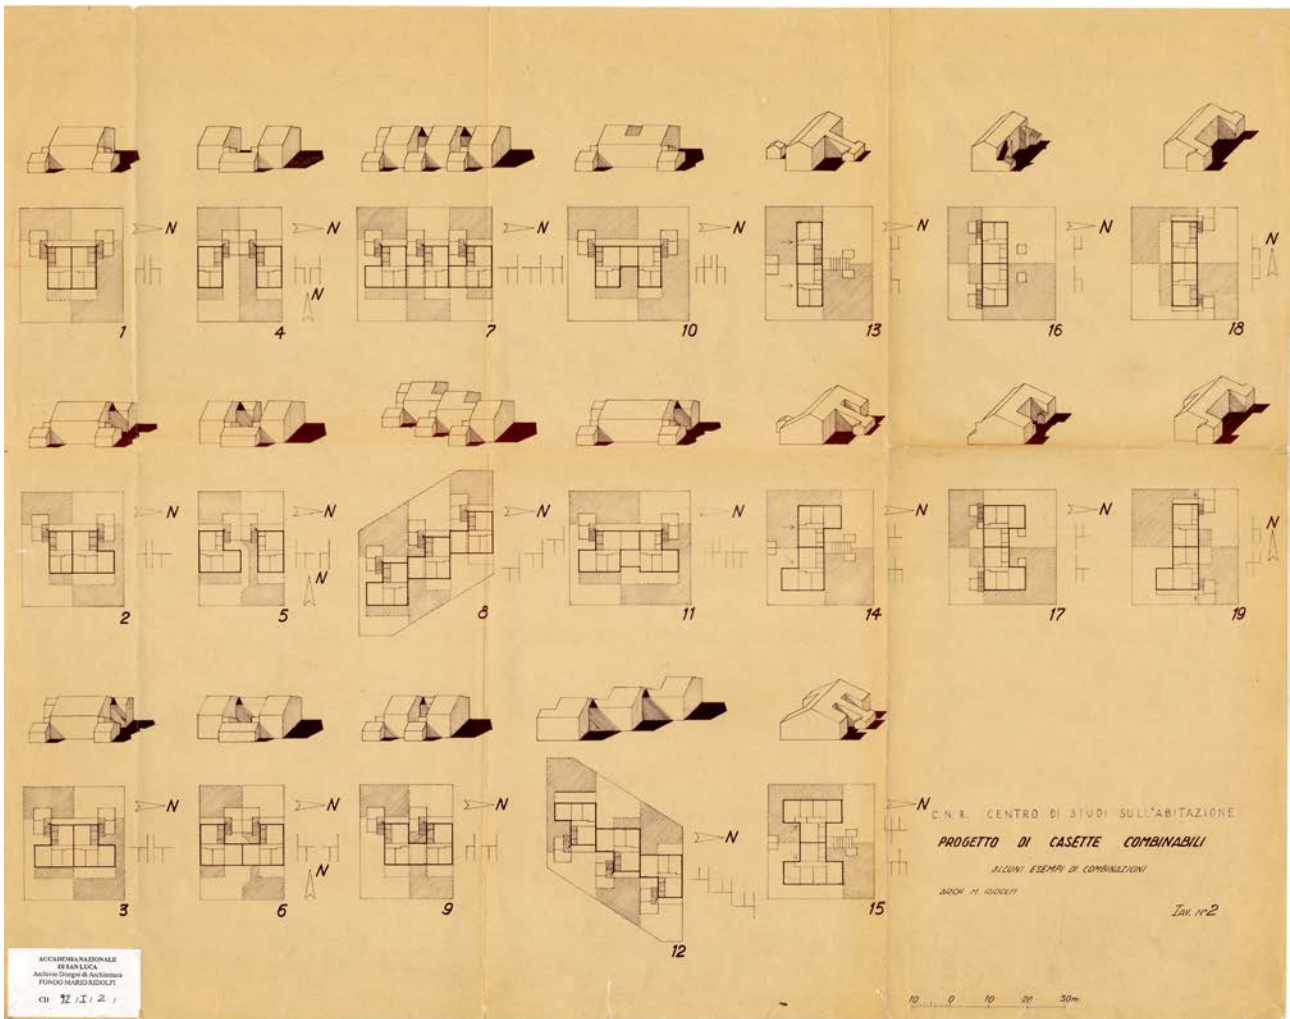 N N N N N N N
N N
1 4 7 10 13 16 18
N N N N N N N
N N
2 5 8 11 14 17 19
N N N N N
N
3 6 9 12 15
C.N.R. CENTRO DI STUDI SULL'ABITAZIONE
PROGETTO DI CASETTE COMBINABILI
ALCUNI ESEMPI DI COMBINAZIONI
ARCH. M. RIDOLFI
TAV. N° 2
ACCADEMIA NAZIONALE
DI SAN LUCA
Archivio Disegni di Architettura
FONDO MARIO RIDOLFI
CD 92 / I / 2 /
10 0 10 20 30m.